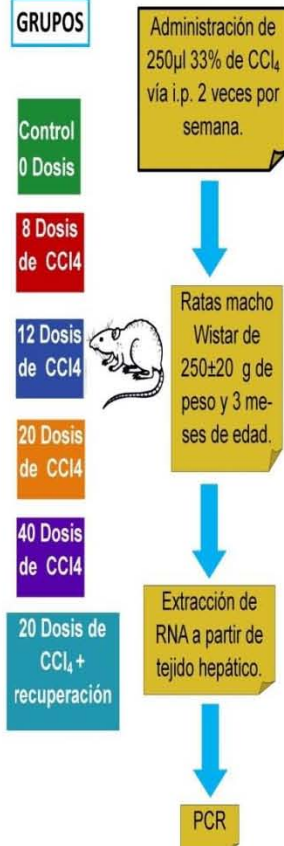 GRUPOS
Control
0 Dosis
8 Dosis
de CCl4
12 Dosis
de CCl4
20 Dosis
de CCl4
40 Dosis
de CCl4
20 Dosis de
CCl₄ +
recuperación
Administración de
250µl 33% de CCl₄
vía i.p. 2 veces por
semana.
Ratas macho
Wistar de
250±20 g de
peso y 3 me-
ses de edad.
Extracción de
RNA a partir de
tejido hepático.
PCR